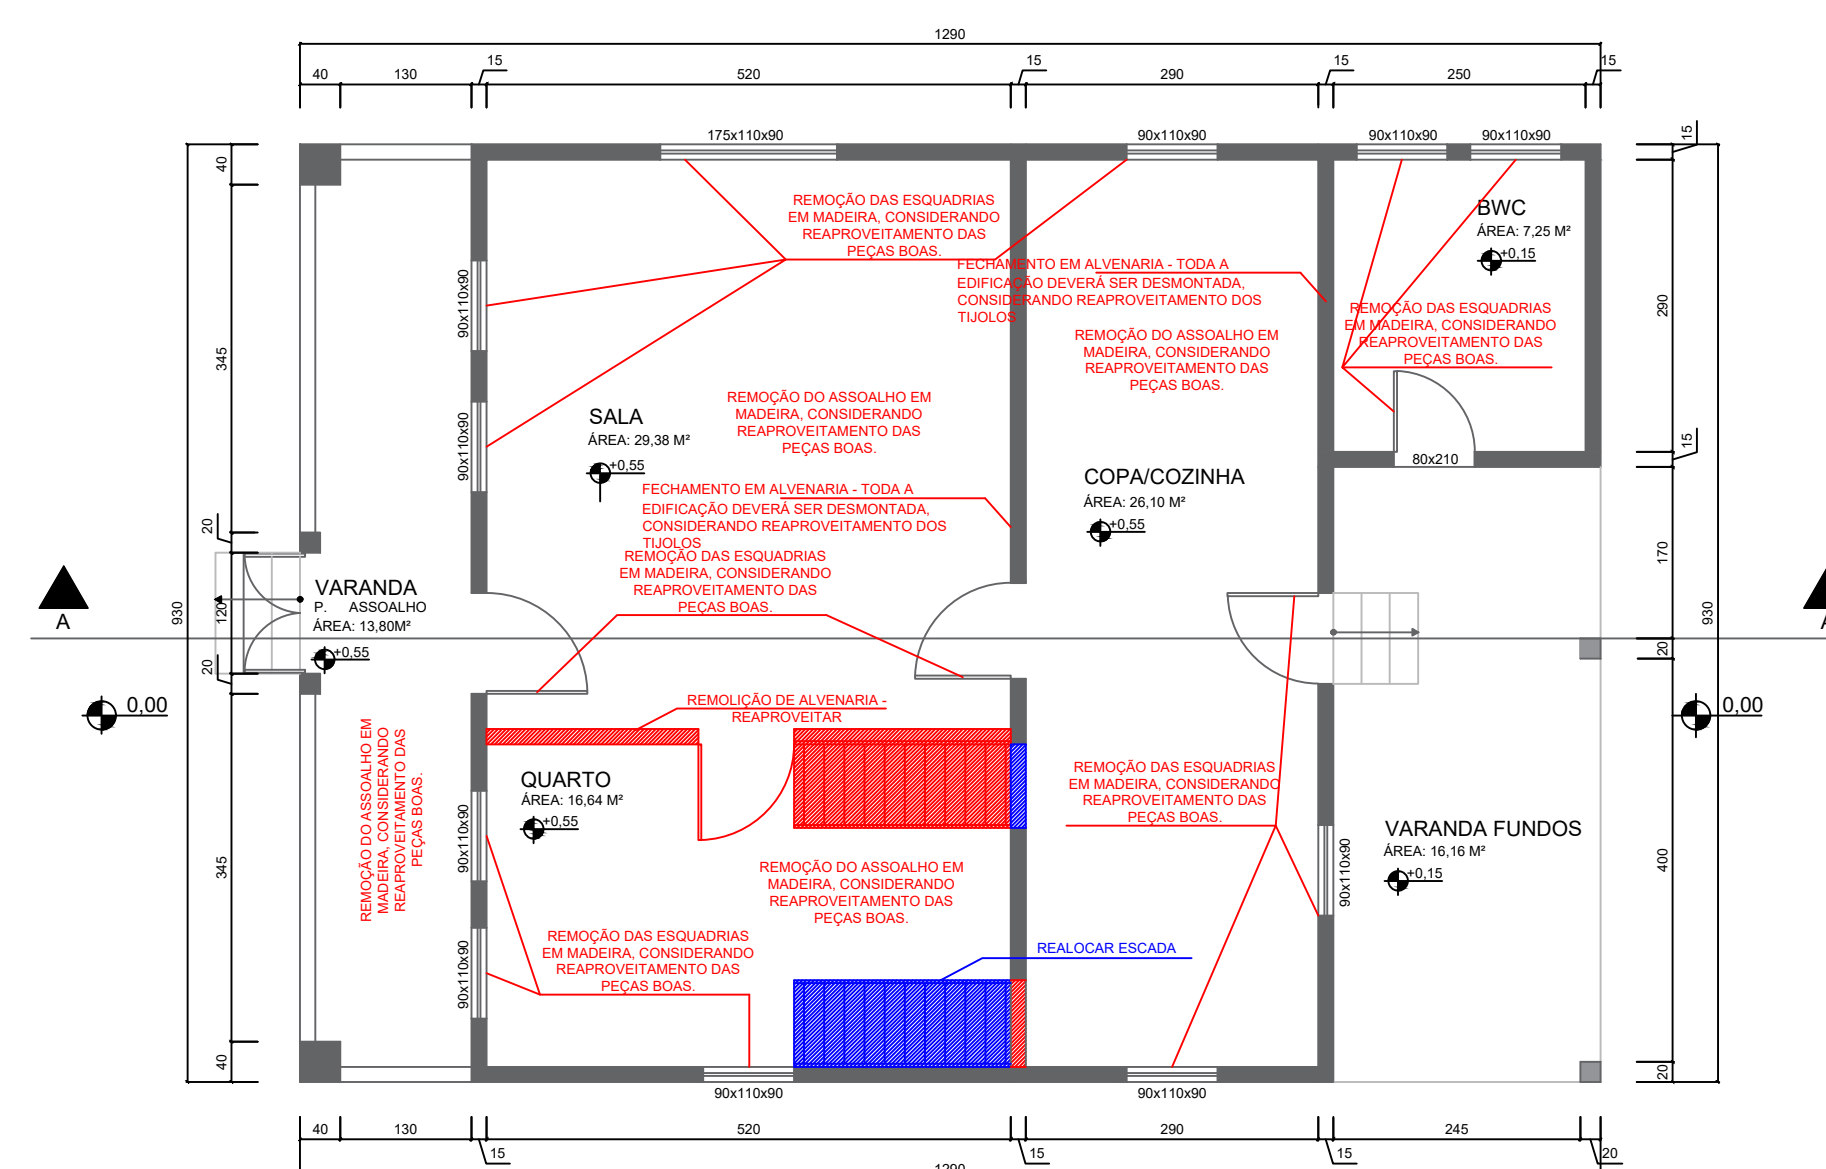 1290
40
130
15
520
15
290
15
250
15
175x110x90
90x110x90
90x110x90
90x110x90
15
40
REMOÇÃO DAS ESQUADRIAS
EM MADEIRA, CONSIDERANDO
REAPROVEITAMENTO DAS
PEÇAS BOAS.
BWC
ÁREA: 7,25 M²
+0,15
FECHAMENTO EM ALVENARIA - TODA A
EDIFICAÇÃO DEVERÁ SER DESMONTADA,
CONSIDERANDO REAPROVEITAMENTO DOS
TIJOLOS
90x110x90
290
REMOÇÃO DAS ESQUADRIAS
EM MADEIRA, CONSIDERANDO
REAPROVEITAMENTO DAS
PEÇAS BOAS.
REMOÇÃO DO ASSOALHO EM
MADEIRA, CONSIDERANDO
REAPROVEITAMENTO DAS
PEÇAS BOAS.
345
REMOÇÃO DO ASSOALHO EM
MADEIRA, CONSIDERANDO
REAPROVEITAMENTO DAS
PEÇAS BOAS.
SALA
ÁREA: 29,38 M²
+0,55
90x110x90
15
80x210
COPA/COZINHA
ÁREA: 26,10 M²
+0,55
FECHAMENTO EM ALVENARIA - TODA A
EDIFICAÇÃO DEVERÁ SER DESMONTADA,
CONSIDERANDO REAPROVEITAMENTO DOS
TIJOLOS
20
170
REMOÇÃO DAS ESQUADRIAS
EM MADEIRA, CONSIDERANDO
REAPROVEITAMENTO DAS
PEÇAS BOAS.
VARANDA
P. ASSOALHO
ÁREA: 13,80M²
+0,55
A
930
120
930
A
20
20
0,00
0,00
REMOLIÇÃO DE ALVENARIA -
REAPROVEITAR
REMOÇÃO DO ASSOALHO EM
MADEIRA, CONSIDERANDO
REAPROVEITAMENTO DAS
PEÇAS BOAS.
QUARTO
ÁREA: 16,64 M²
+0,55
90x110x90
REMOÇÃO DAS ESQUADRIAS
EM MADEIRA, CONSIDERANDO
REAPROVEITAMENTO DAS
PEÇAS BOAS.
VARANDA FUNDOS
ÁREA: 16,16 M²
+0,15
90x110x90
345
400
REMOÇÃO DO ASSOALHO EM
MADEIRA, CONSIDERANDO
REAPROVEITAMENTO DAS
PEÇAS BOAS.
REMOÇÃO DAS ESQUADRIAS
EM MADEIRA, CONSIDERANDO
REAPROVEITAMENTO DAS
PEÇAS BOAS.
REALOCAR ESCADA
90x110x90
40
20
90x110x90
90x110x90
40
130
15
520
15
290
15
245
20
1290